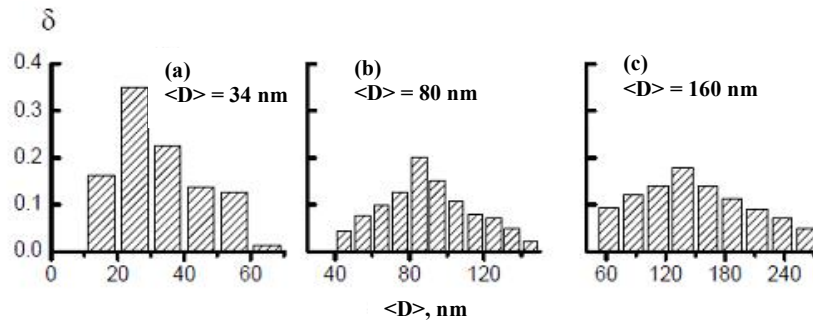 δ
0.4
0.3
0.2
0.1
0.0
(a)
<D> = 34 nm
(b)
<D> = 80 nm
(c)
<D> = 160 nm
0 20 40 60
40 80 120
60 120 180 240
<D>, nm